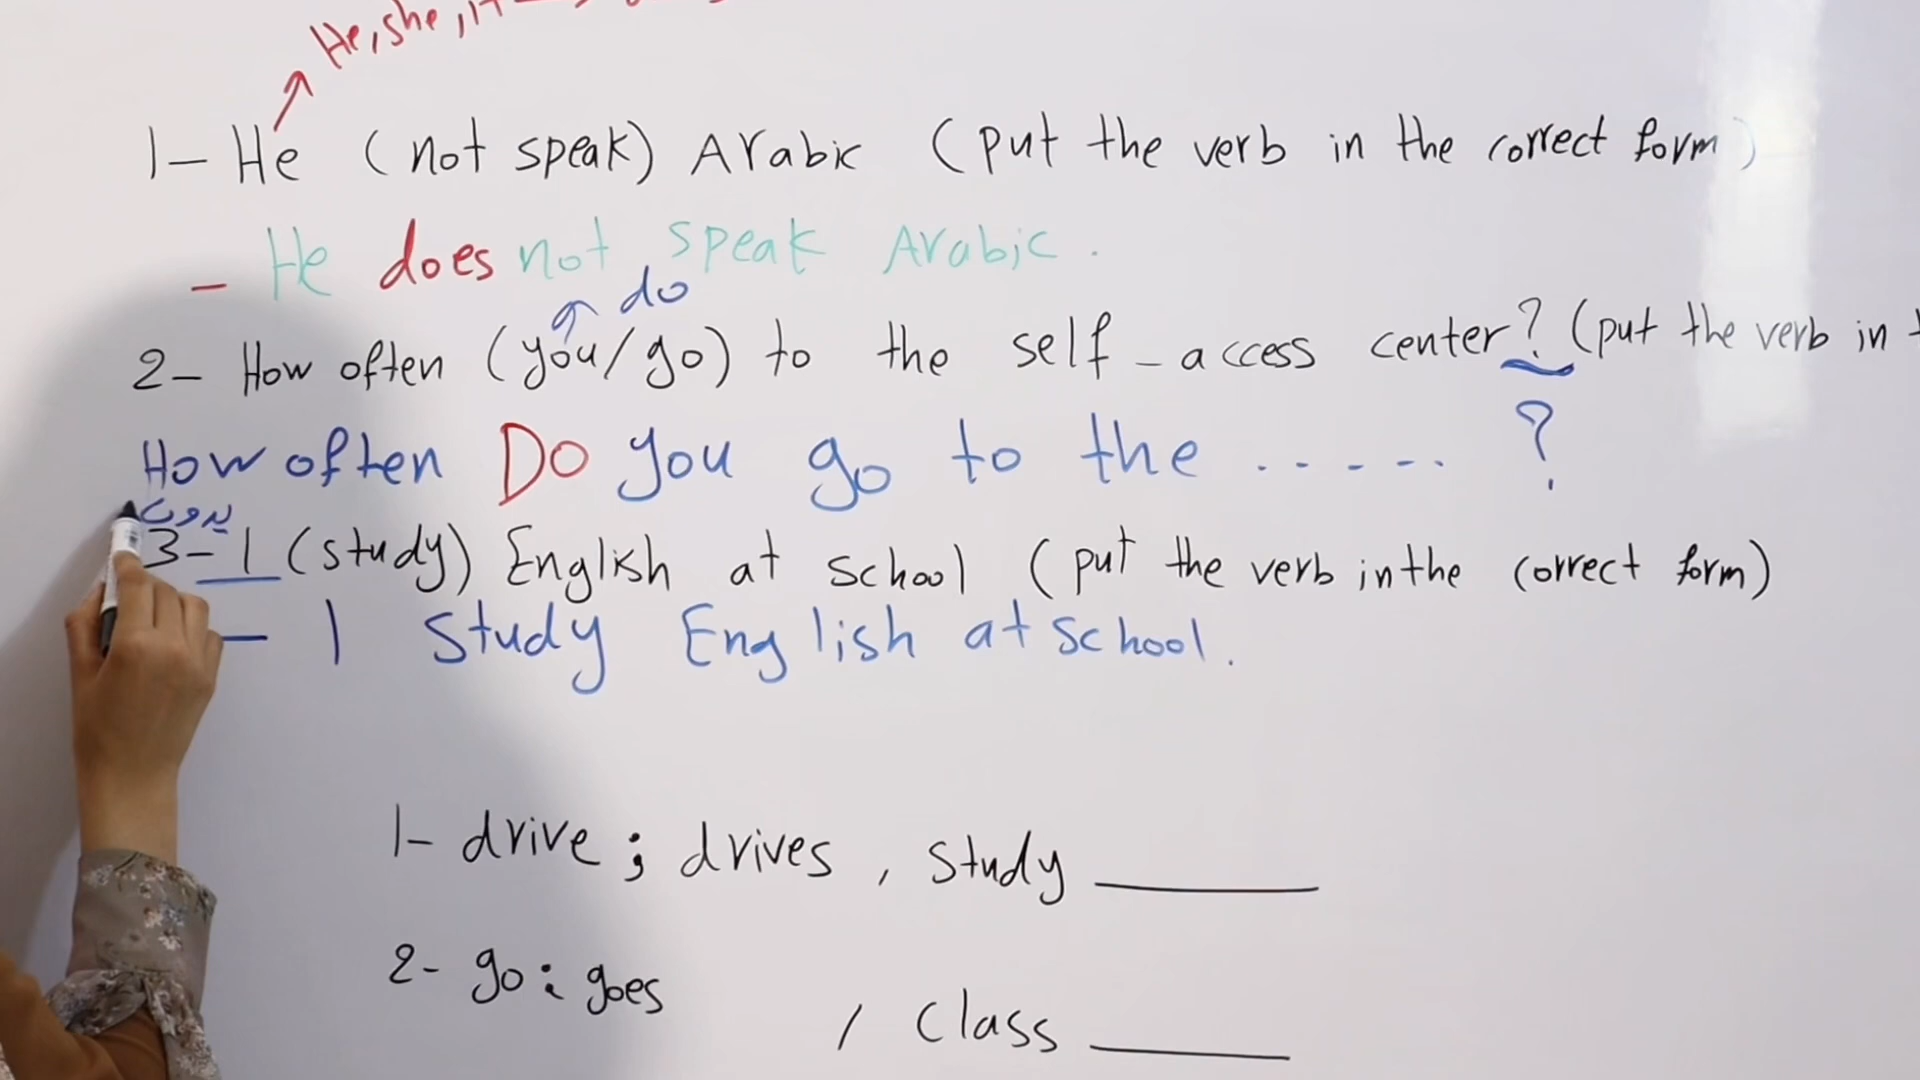 He, she, it
1- He (not speak) Arabic (put the verb in the correct form)
- He does not speak Arabic.
do
2- How often (you/go) to the self-access center? (put the verb in
How often Do you go to the ...... ?
بدون
3- I (study) English at school (put the verb in the correct form)
- I study English at school.
1- drive ; drives , study ______
2- go : goes / class ______